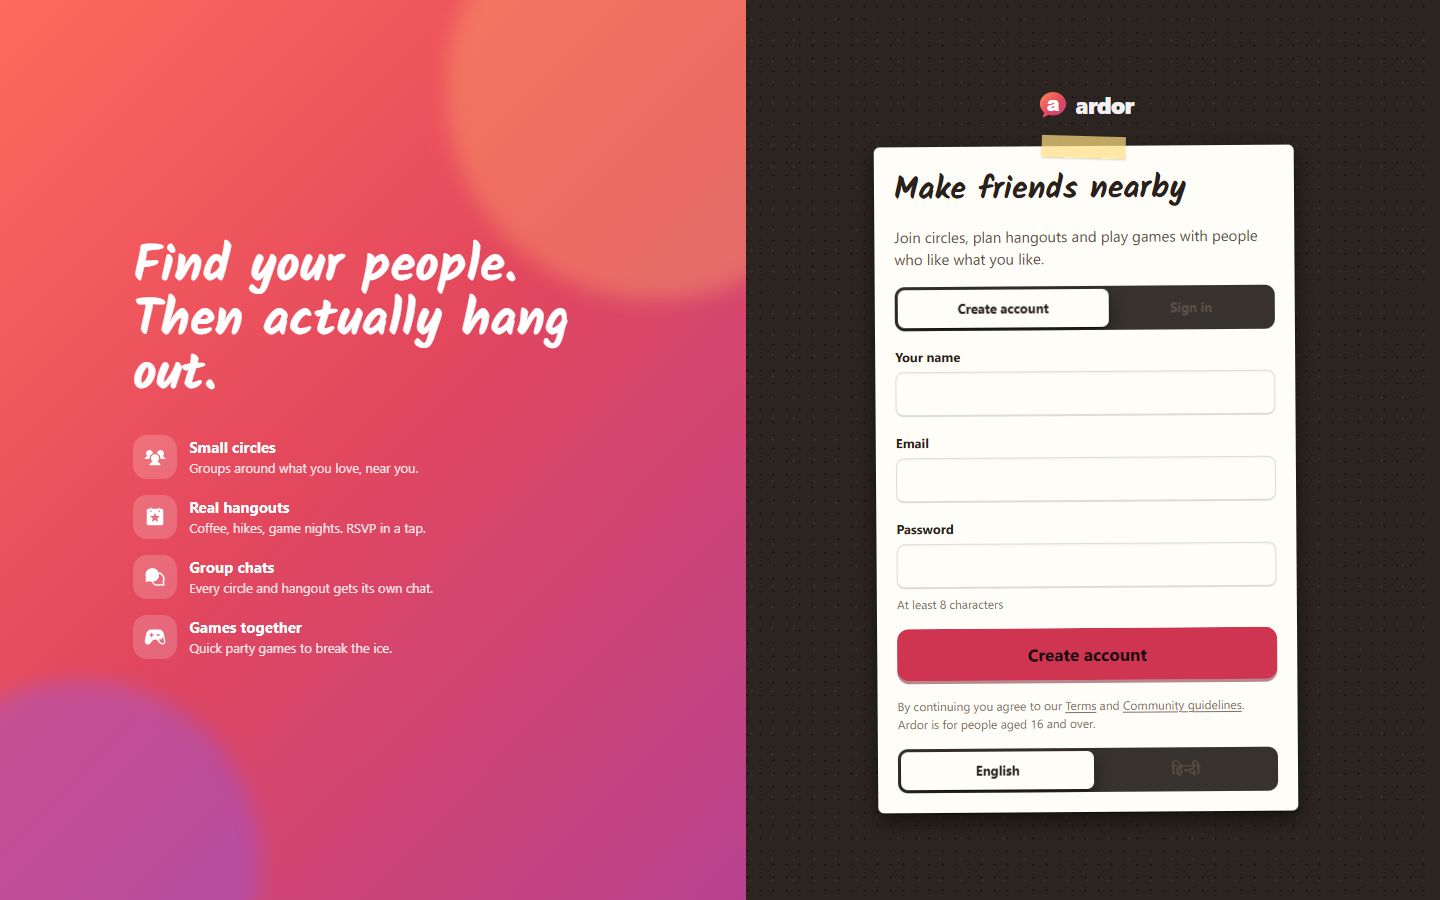 Find your people.
Then actually hang
out.
Small circles
Groups around what you love, near you.
Real hangouts
Coffee, hikes, game nights. RSVP in a tap.
Group chats
Every circle and hangout gets its own chat.
Games together
Quick party games to break the ice.
a ardor
Make friends nearby
Join circles, plan hangouts and play games with people
who like what you like.
Create account Sign in
Your name
Email
Password
At least 8 characters
Create account
By continuing you agree to our Terms and Community guidelines.
Ardor is for people aged 16 and over.
English हिन्दी